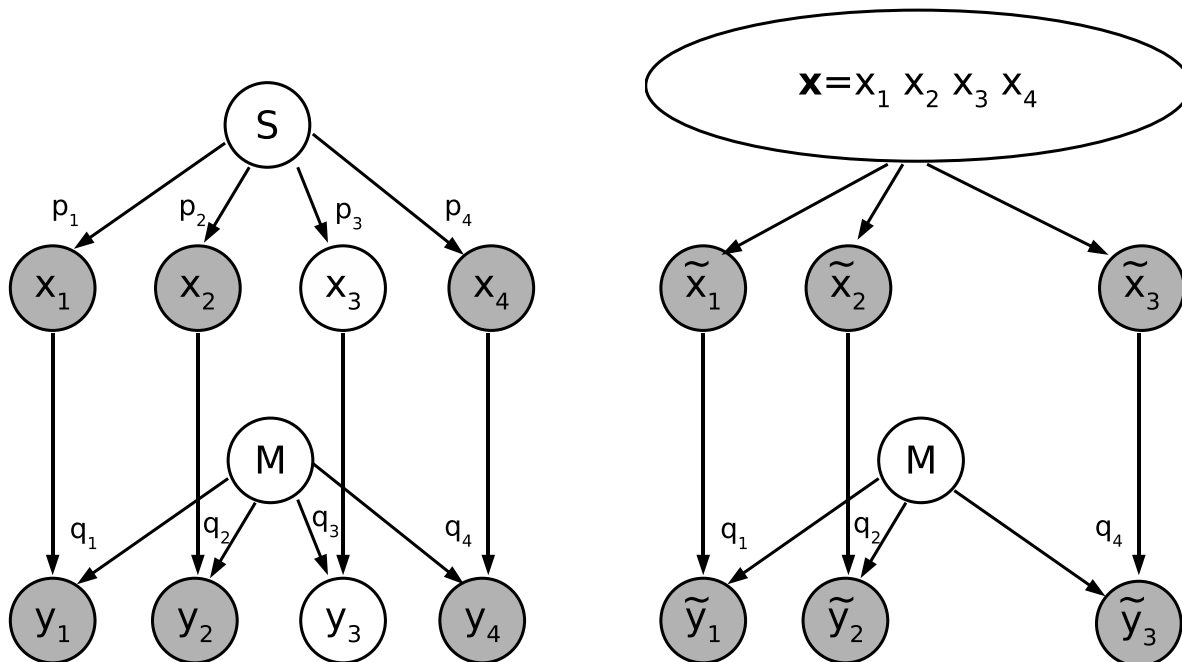 x=x₁ x₂ x₃ x₄
S
p₁ p₂ p₃ p₄
x₁ x₂ x₃ x₄ x̃₁ x̃₂ x̃₃
M M
q₁ q₂ q₃ q₄ q₁ q₂ q₄
y₁ y₂ y₃ y₄ ỹ₁ ỹ₂ ỹ₃